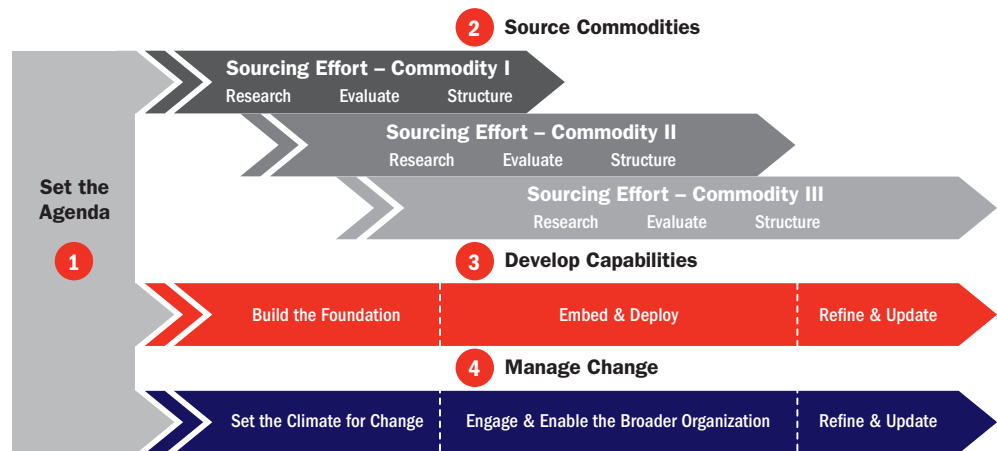 2 Source Commodities
Sourcing Effort – Commodity I
Research Evaluate Structure
Sourcing Effort – Commodity II
Research Evaluate Structure
Set the
Agenda
1
Sourcing Effort – Commodity III
Research Evaluate Structure
3 Develop Capabilities
Build the Foundation Embed & Deploy Refine & Update
4 Manage Change
Set the Climate for Change Engage & Enable the Broader Organization Refine & Update